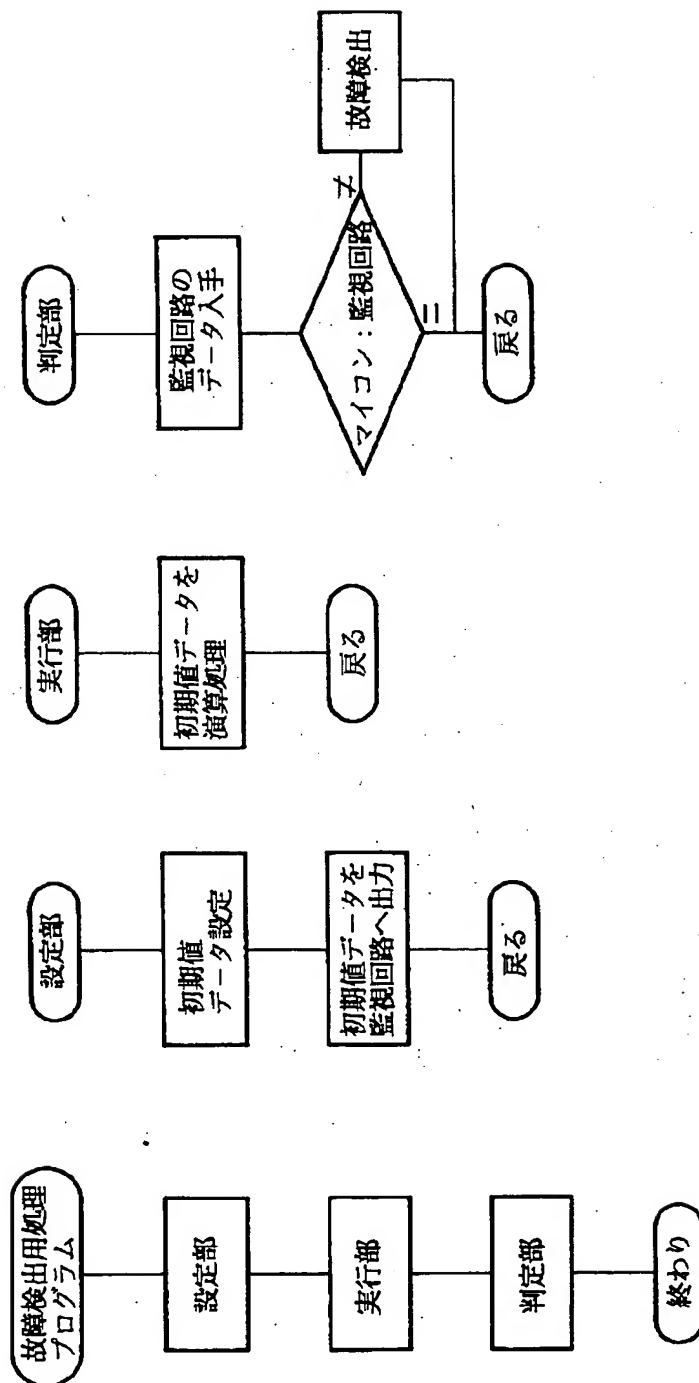 故障検出用処理
プログラム
設定部
実行部
判定部
終わり
設定部
初期値
データ設定
初期値データを
監視回路へ出力
戻る
実行部
初期値データを
演算処理
戻る
判定部
監視回路の
データ入手
マイコン：監視回路
≠
故障検出
=
戻る